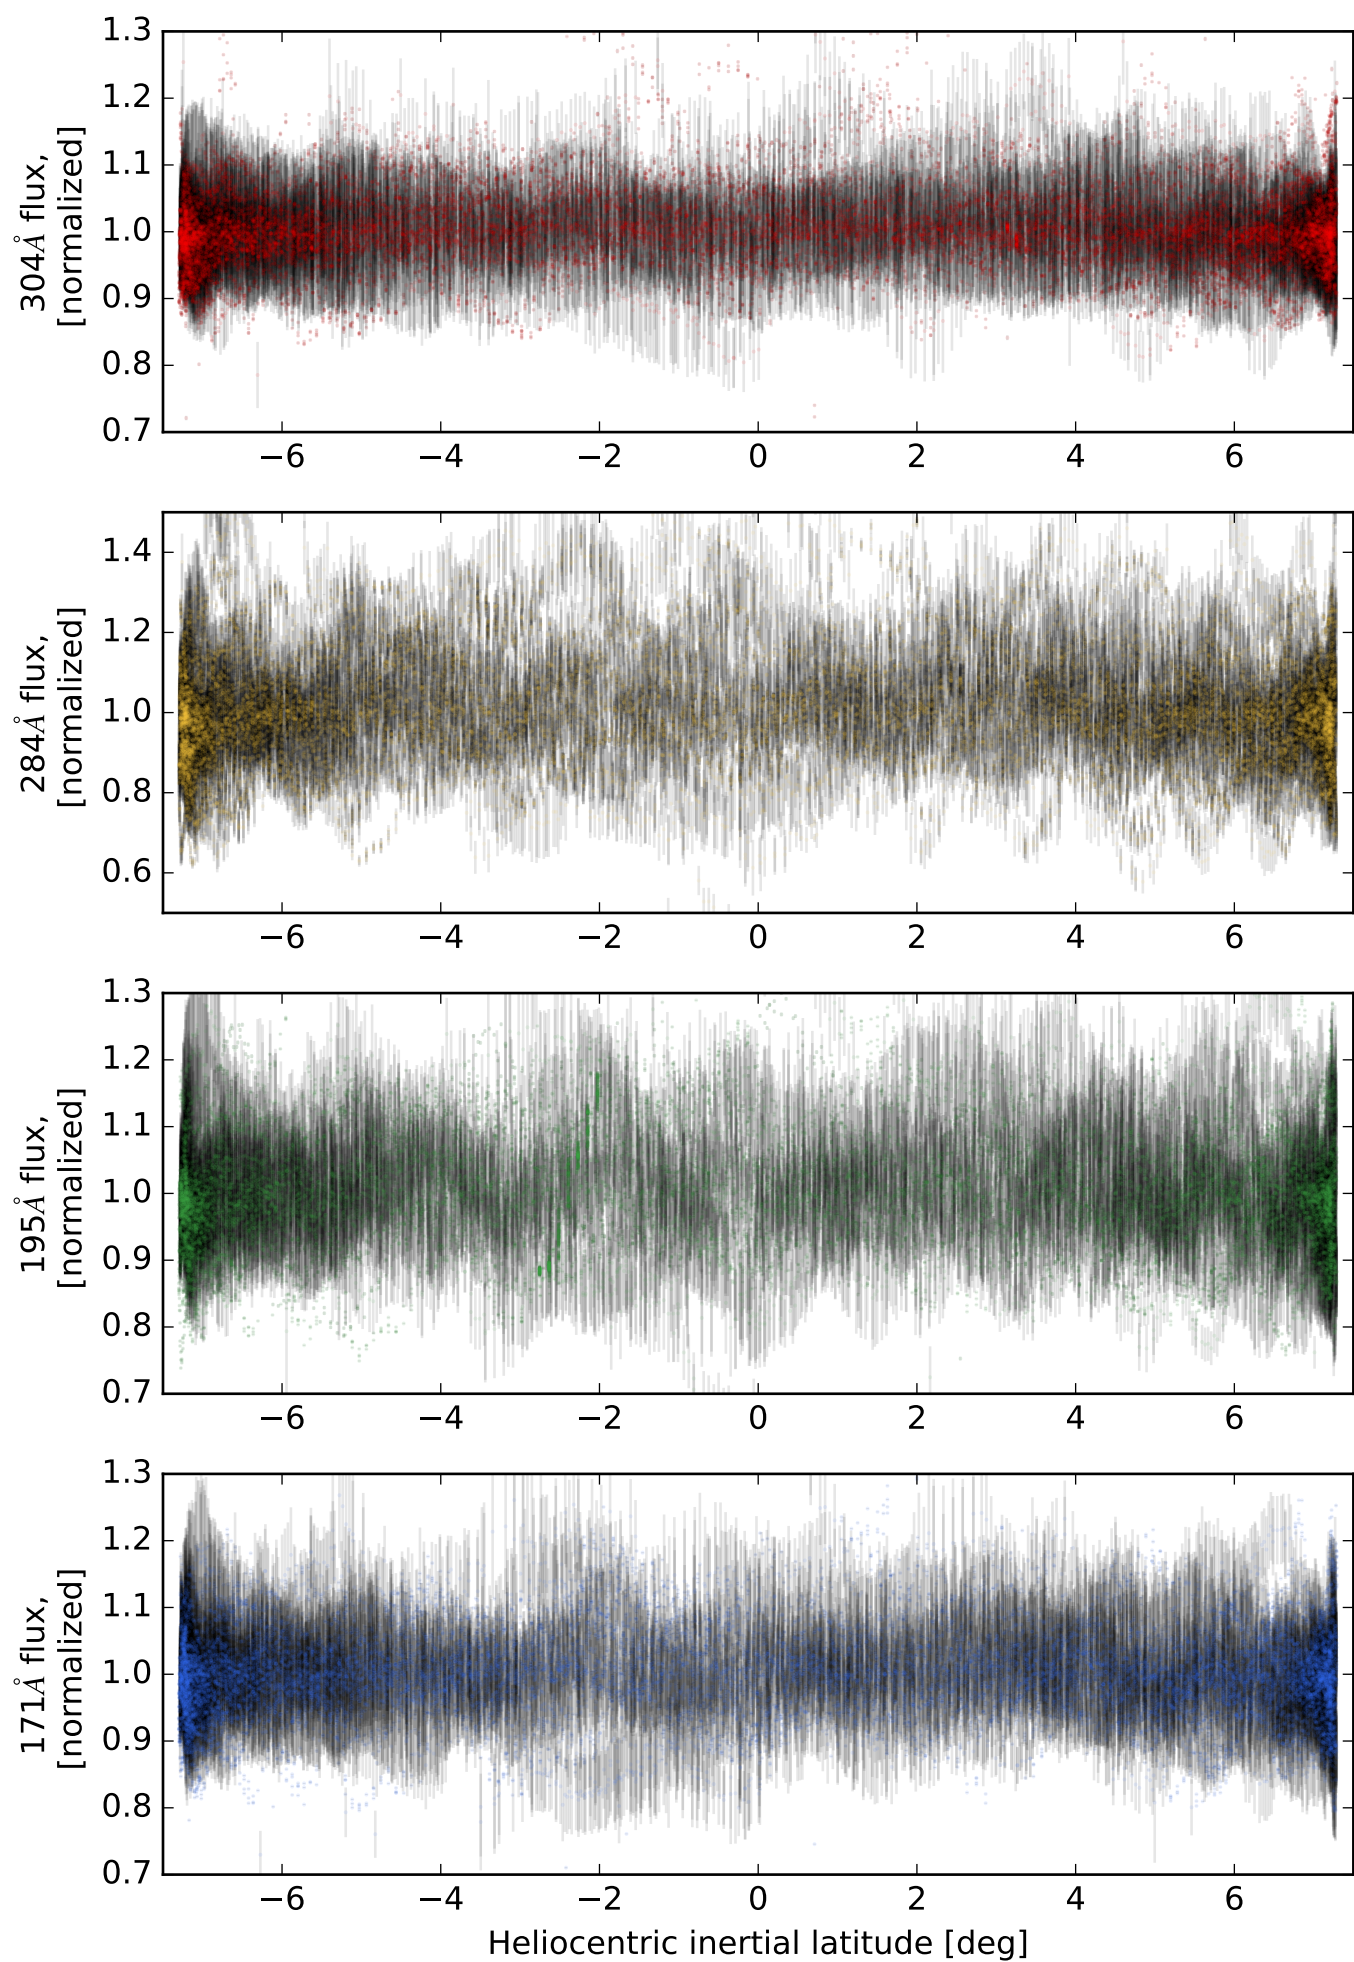 304Å flux,
[normalized]
1.3
1.2
1.1
1.0
0.9
0.8
0.7
−6 −4 −2 0 2 4 6
284Å flux,
[normalized]
1.4
1.2
1.0
0.8
0.6
−6 −4 −2 0 2 4 6
195Å flux,
[normalized]
1.3
1.2
1.1
1.0
0.9
0.8
0.7
−6 −4 −2 0 2 4 6
171Å flux,
[normalized]
1.3
1.2
1.1
1.0
0.9
0.8
0.7
−6 −4 −2 0 2 4 6
Heliocentric inertial latitude [deg]